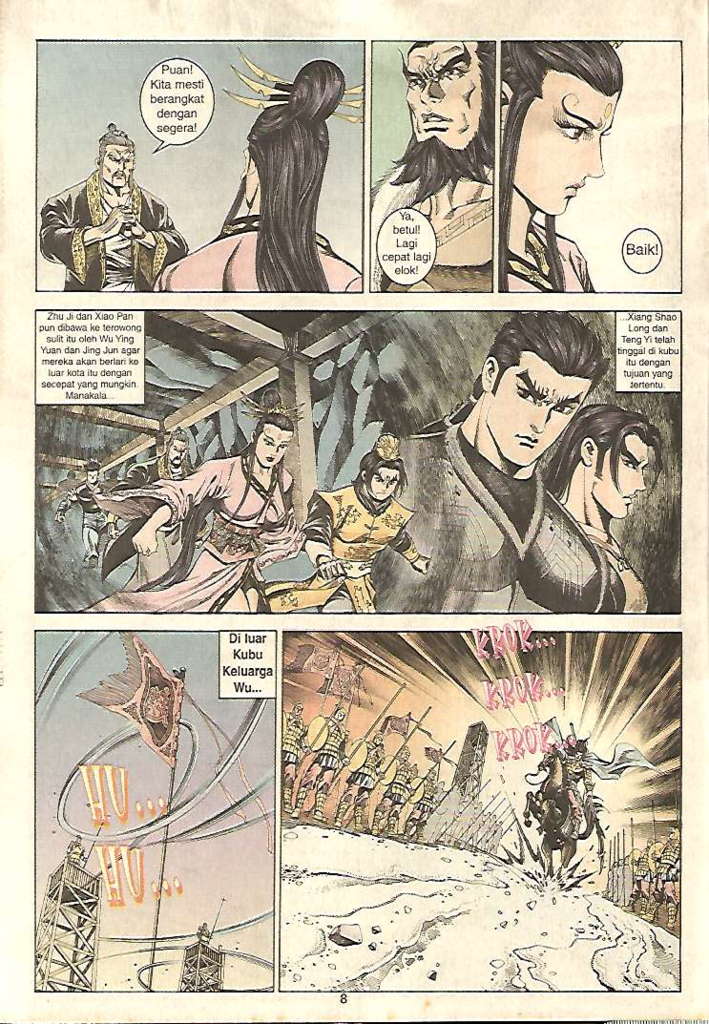 Puan!
Kita mesti
berangkat
dengan
segera!
Ya,
betul!
Lagi
cepat lagi
elok!
Baik!
Zhu Ji dan Xiao Pan
pun dibawa ke terowong
sulit itu oleh Wu Ying
Yuan dan Jing Jun agar
mereka akan berlari ke
luar kota itu dengan
secepat yang mungkin.
Manakala...
...Xiang Shao
Long dan
Teng Yi telah
tinggal di kubu
itu dengan
tujuan yang
tertentu.
Di luar
Kubu
Keluarga
Wu...
HU...
HU...
KROK...
KROK...
KROK...
8